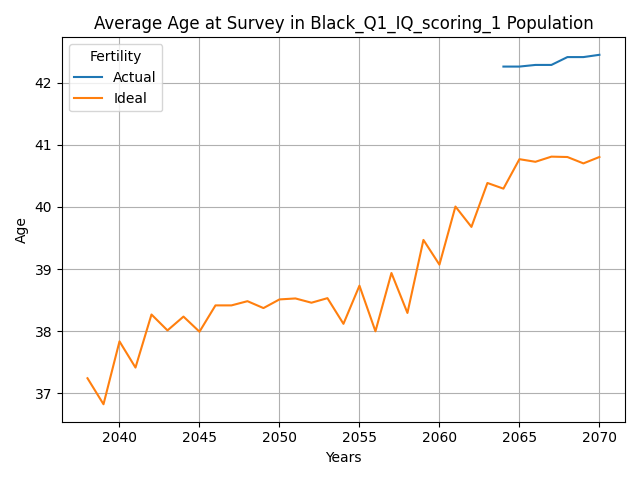 Average Age at Survey in Black_Q1_IQ_scoring_1 Population
Fertility
Actual
Ideal
42
41
40
39
38
37
Age
2040 2045 2050 2055 2060 2065 2070
Years